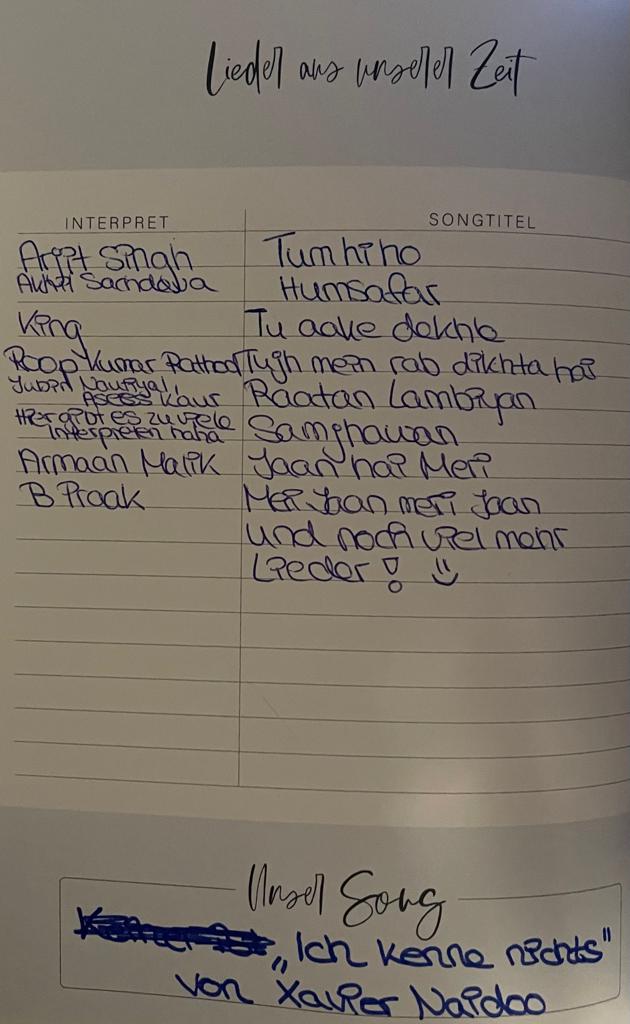 Lieder aus unserer Zeit
INTERPRET SONGTITEL
Arijit Singh Tum hi ho
Akhil Sachdeva Humsafar
King Tu aake dekhle
Roop Kumar Rathod Tujh mein rab dikhta hai
Jubin Nautiyal,
Asees Kaur Raatan Lambiyan
Hier gibt es zu viele
Interpreten haha Samjhawan
Armaan Malik Jaan hai Meri
B Praak Meri Jaan meri Jaan
und noch viel mehr
Lieder!
Unser Song
„Ich kenne nichts"
von Xavier Naidoo